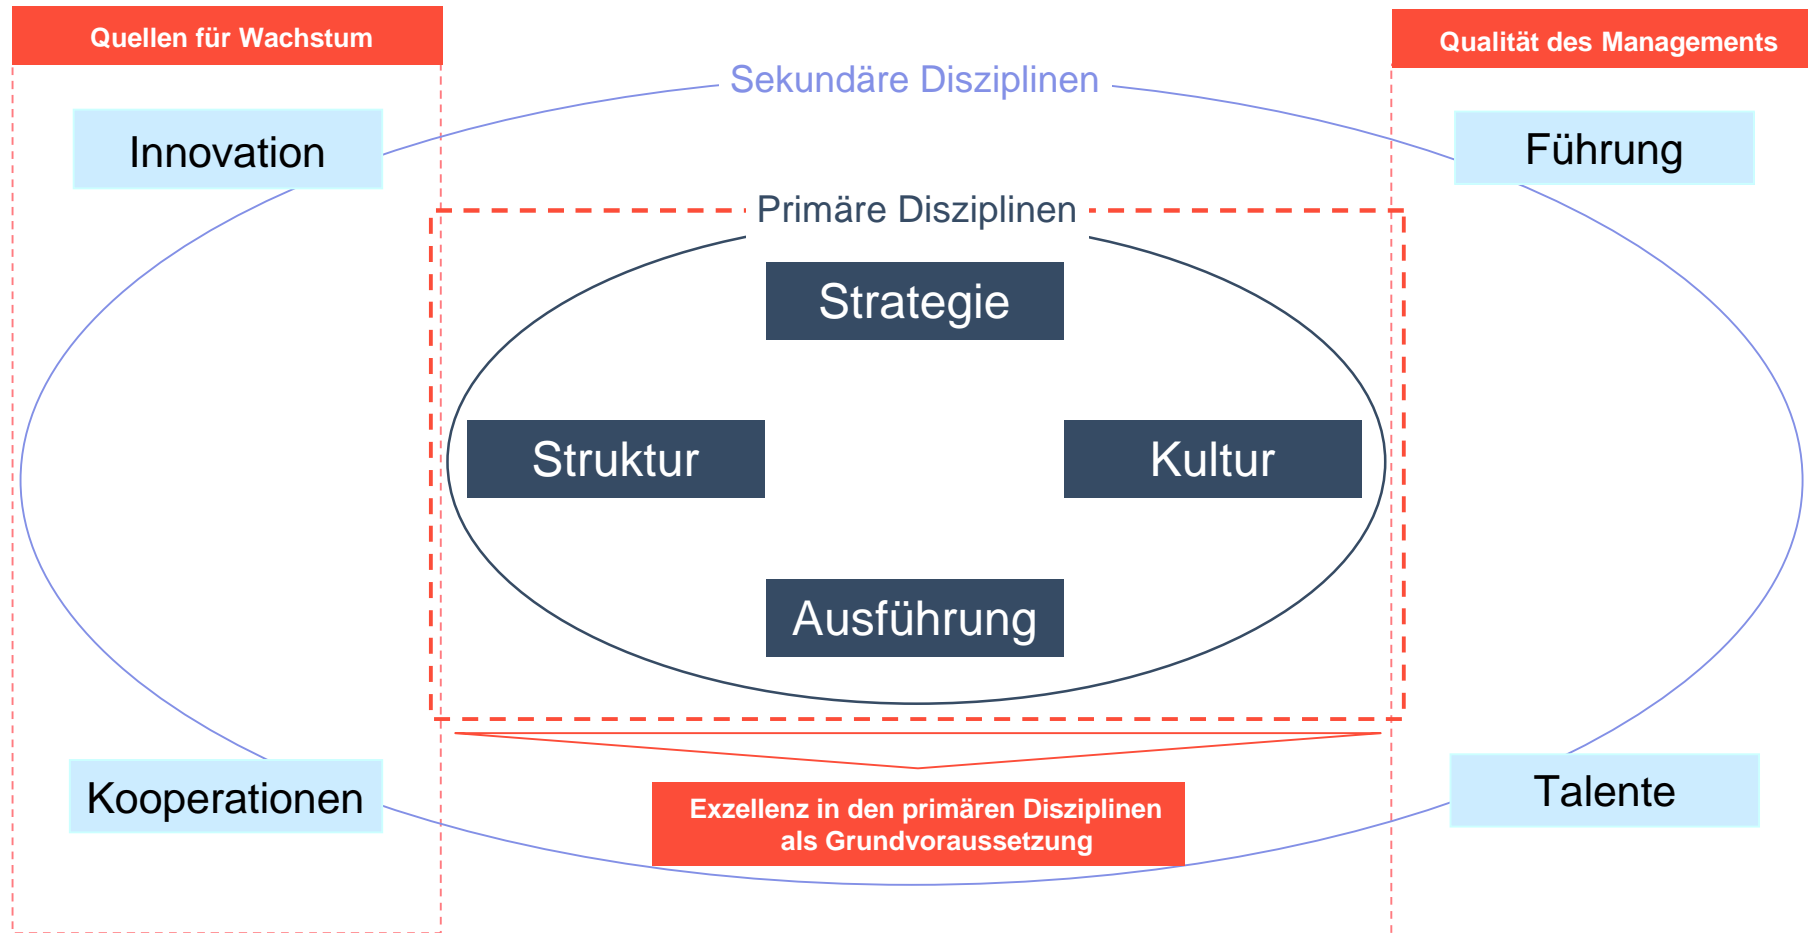 Quellen für Wachstum
Qualität des Managements
Sekundäre Disziplinen
Innovation
Führung
Primäre Disziplinen
Strategie
Struktur
Kultur
Ausführung
Kooperationen
Talente
Exzellenz in den primären Disziplinen
als Grundvoraussetzung